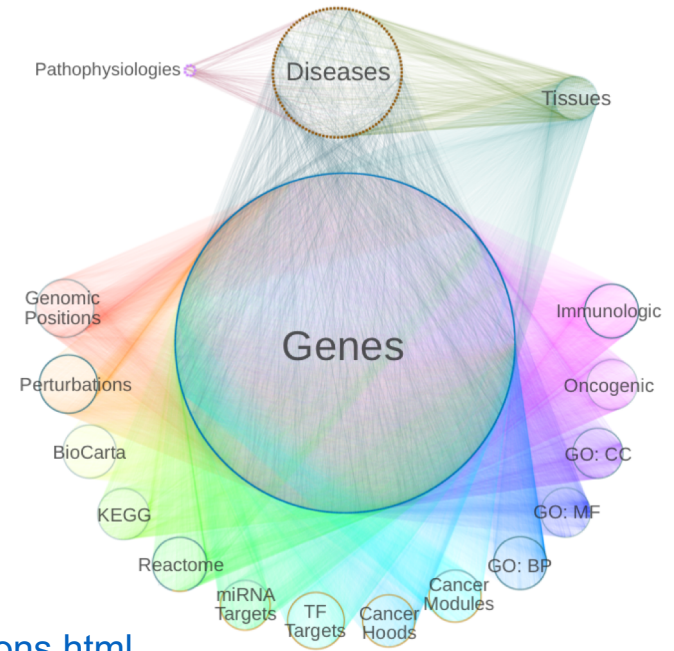 Pathophysiologies
Diseases
Tissues
Genes
Genomic
Positions
Perturbations
BioCarta
KEGG
Reactome
miRNA
Targets
TF
Targets
Cancer
Hoods
Cancer
Modules
GO: BP
GO: MF
GO: CC
Oncogenic
Immunologic
ons.html